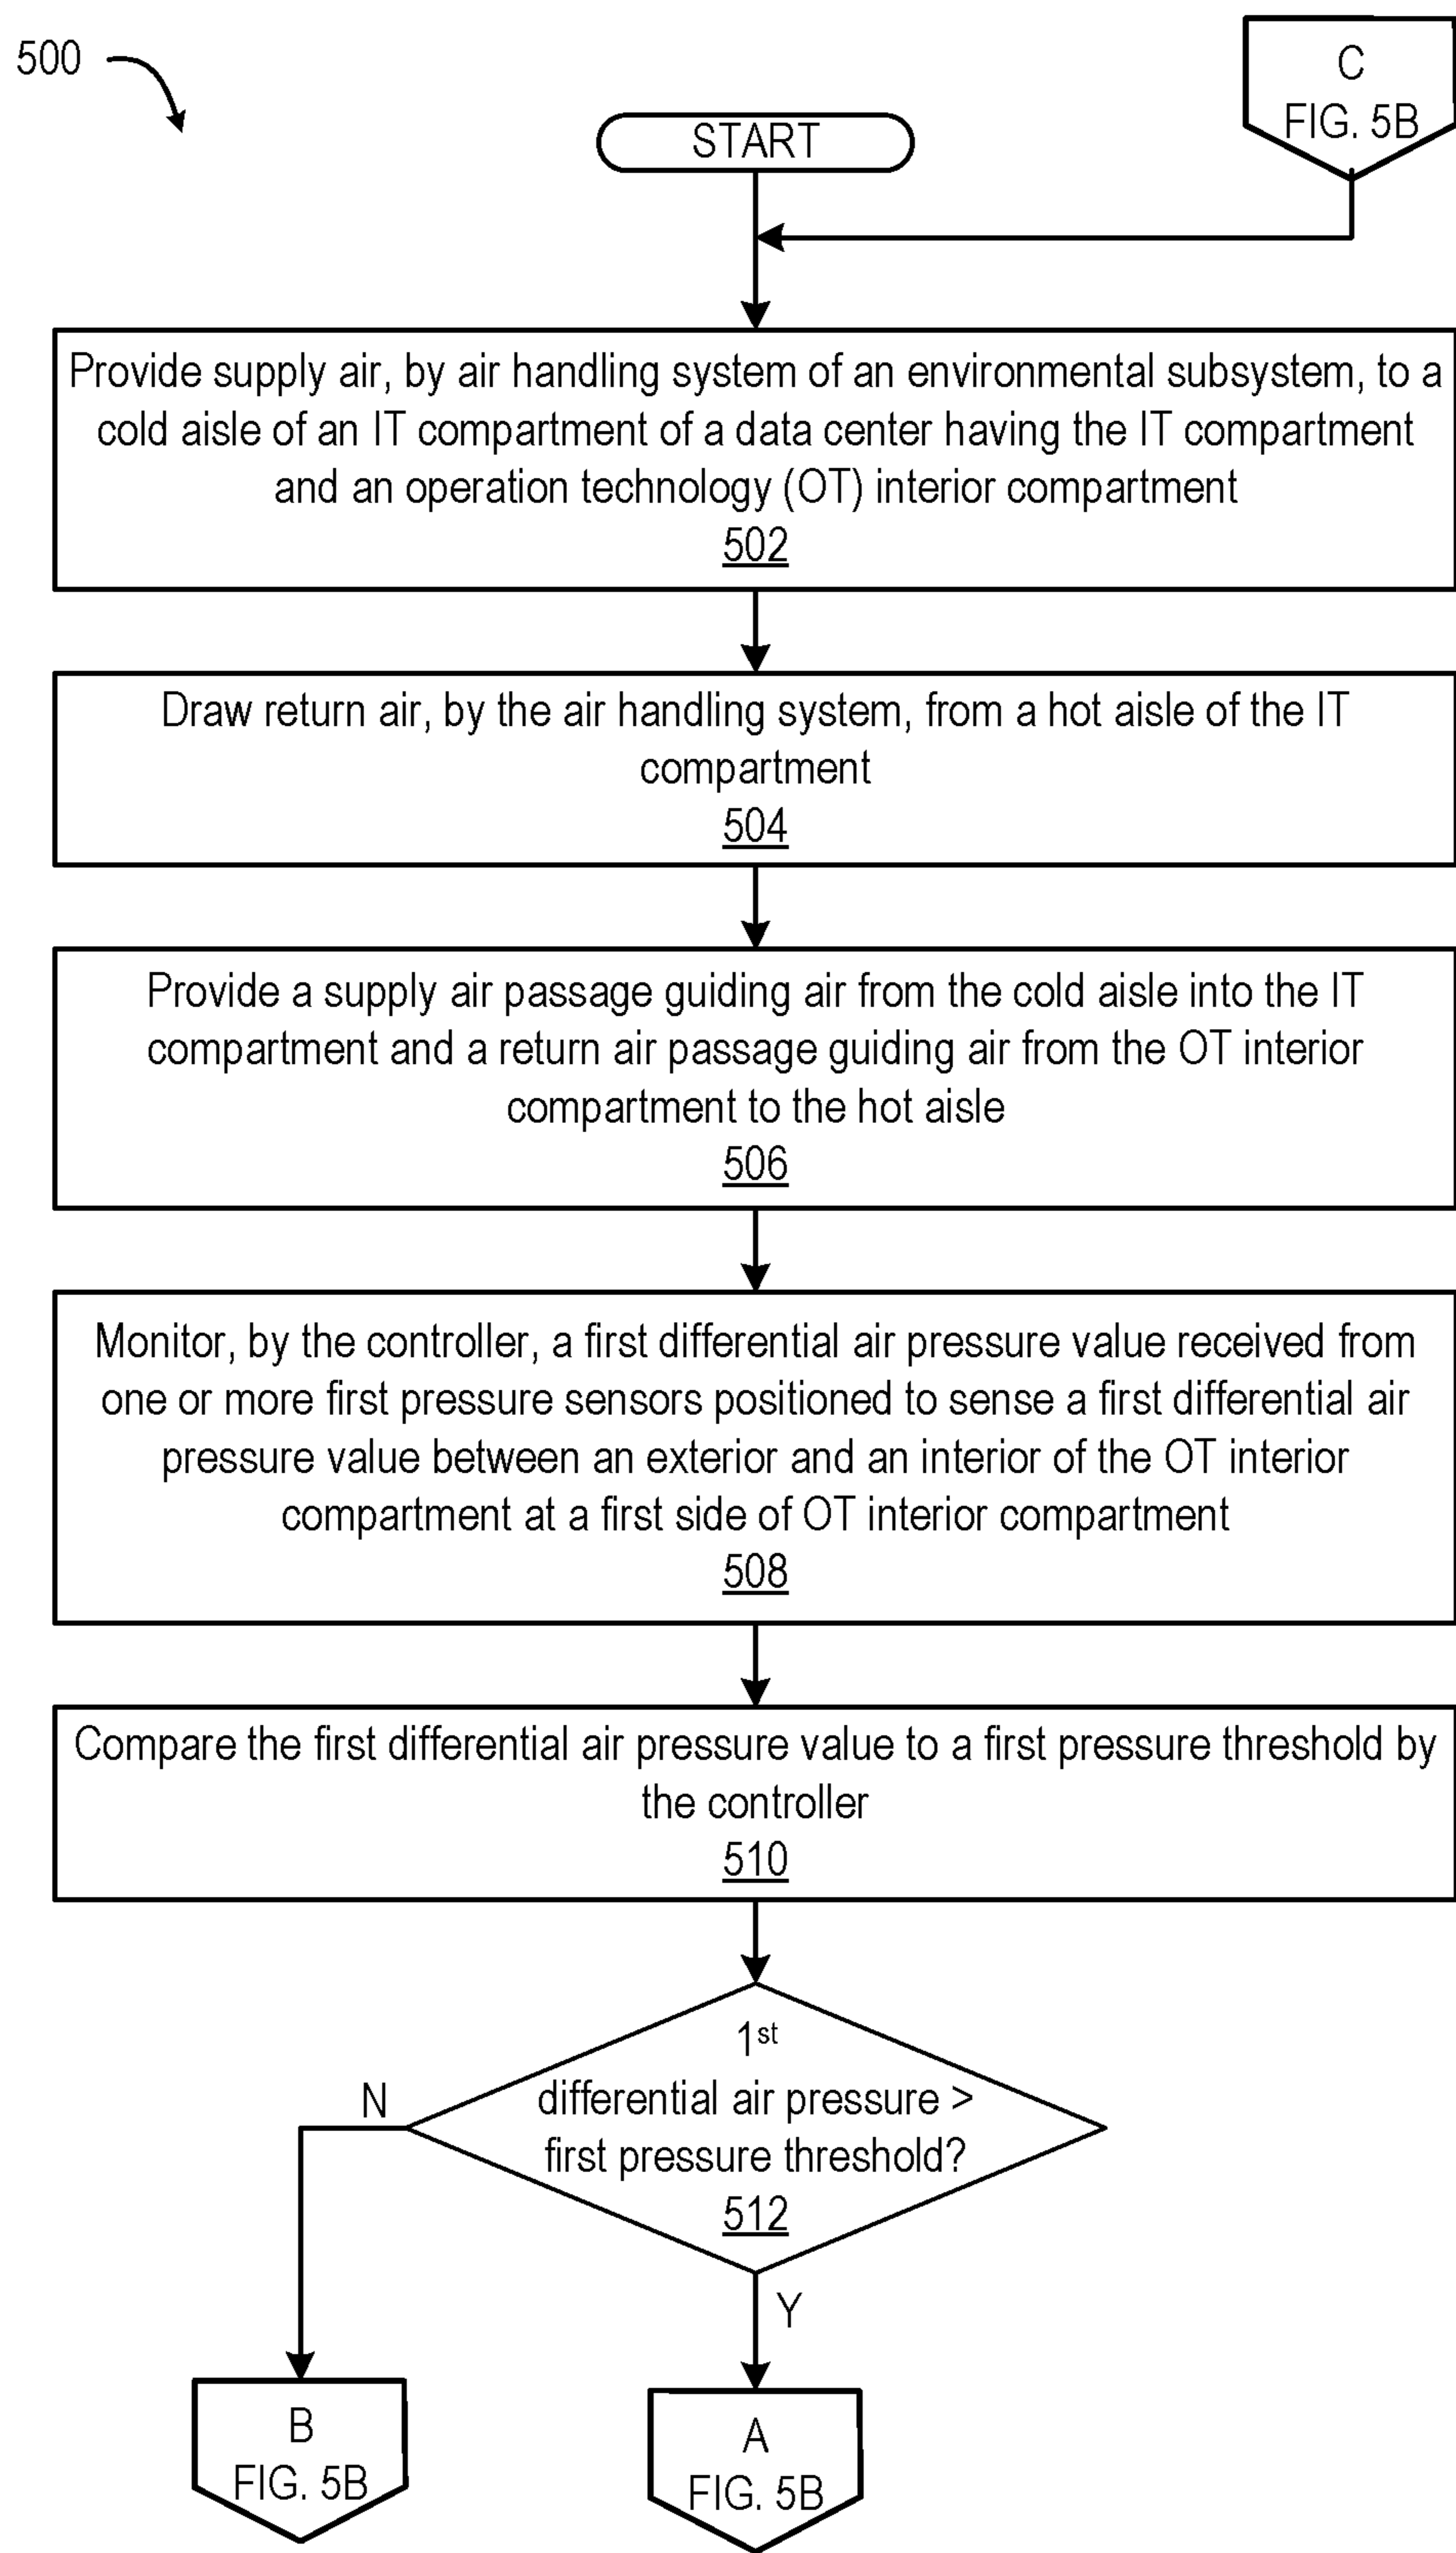 500
C
FIG. 5B
START
Provide supply air, by air handling system of an environmental subsystem, to a
cold aisle of an IT compartment of a data center having the IT compartment
and an operation technology (OT) interior compartment
502
Draw return air, by the air handling system, from a hot aisle of the IT
compartment
504
Provide a supply air passage guiding air from the cold aisle into the IT
compartment and a return air passage guiding air from the OT interior
compartment to the hot aisle
506
Monitor, by the controller, a first differential air pressure value received from
one or more first pressure sensors positioned to sense a first differential air
pressure value between an exterior and an interior of the OT interior
compartment at a first side of OT interior compartment
508
Compare the first differential air pressure value to a first pressure threshold by
the controller
510
1st
differential air pressure >
first pressure threshold?
512
N
Y
B
FIG. 5B
A
FIG. 5B